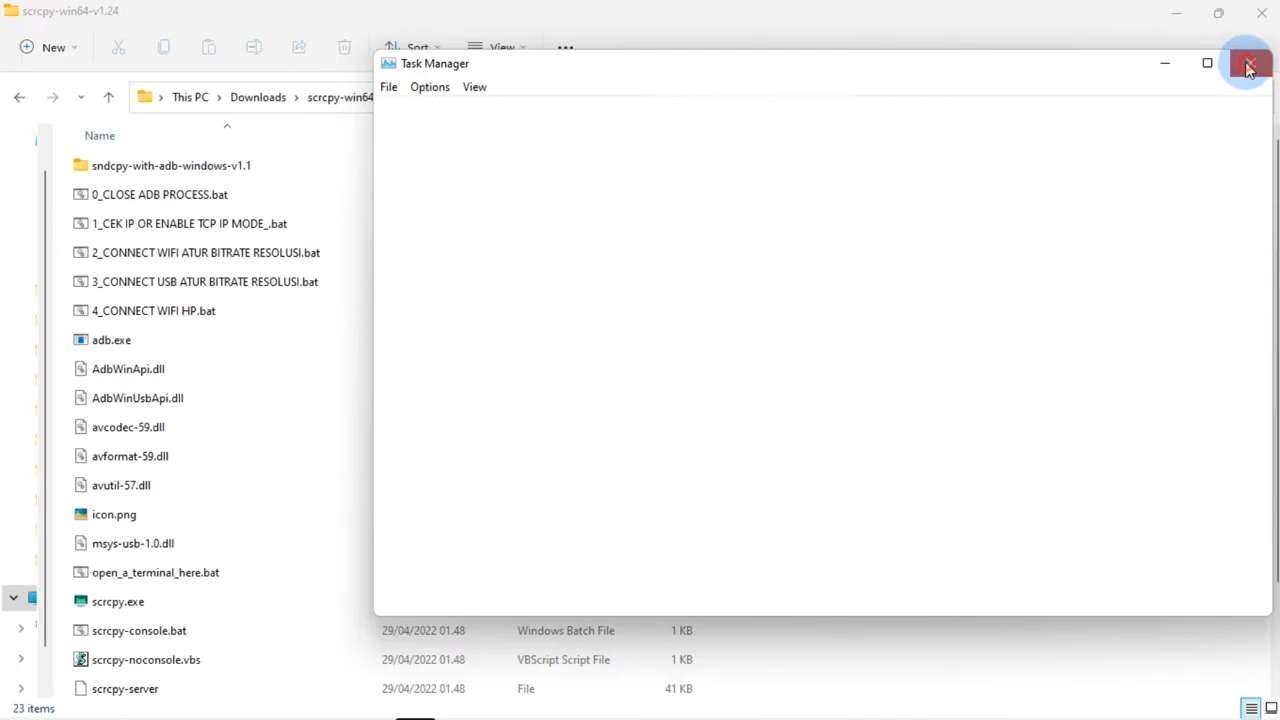 scrcpy-win64-v1.24
New
Sort
View
Task Manager
File Options View
This PC
Downloads
scrcpy-win64
Name
sndcpy-with-adb-windows-v1.1
0_CLOSE ADB PROCESS.bat
1_CEK IP OR ENABLE TCP IP MODE_.bat
2_CONNECT WIFI ATUR BITRATE RESOLUSI.bat
3_CONNECT USB ATUR BITRATE RESOLUSI.bat
4_CONNECT WIFI HP.bat
adb.exe
AdbWinApi.dll
AdbWinUsbApi.dll
avcodec-59.dll
avformat-59.dll
avutil-57.dll
icon.png
msys-usb-1.0.dll
open_a_terminal_here.bat
scrcpy.exe
scrcpy-console.bat 29/04/2022 01.48 Windows Batch File 1 KB
scrcpy-noconsole.vbs 29/04/2022 01.48 VBScript Script File 1 KB
scrcpy-server 29/04/2022 01.48 File 41 KB
23 items